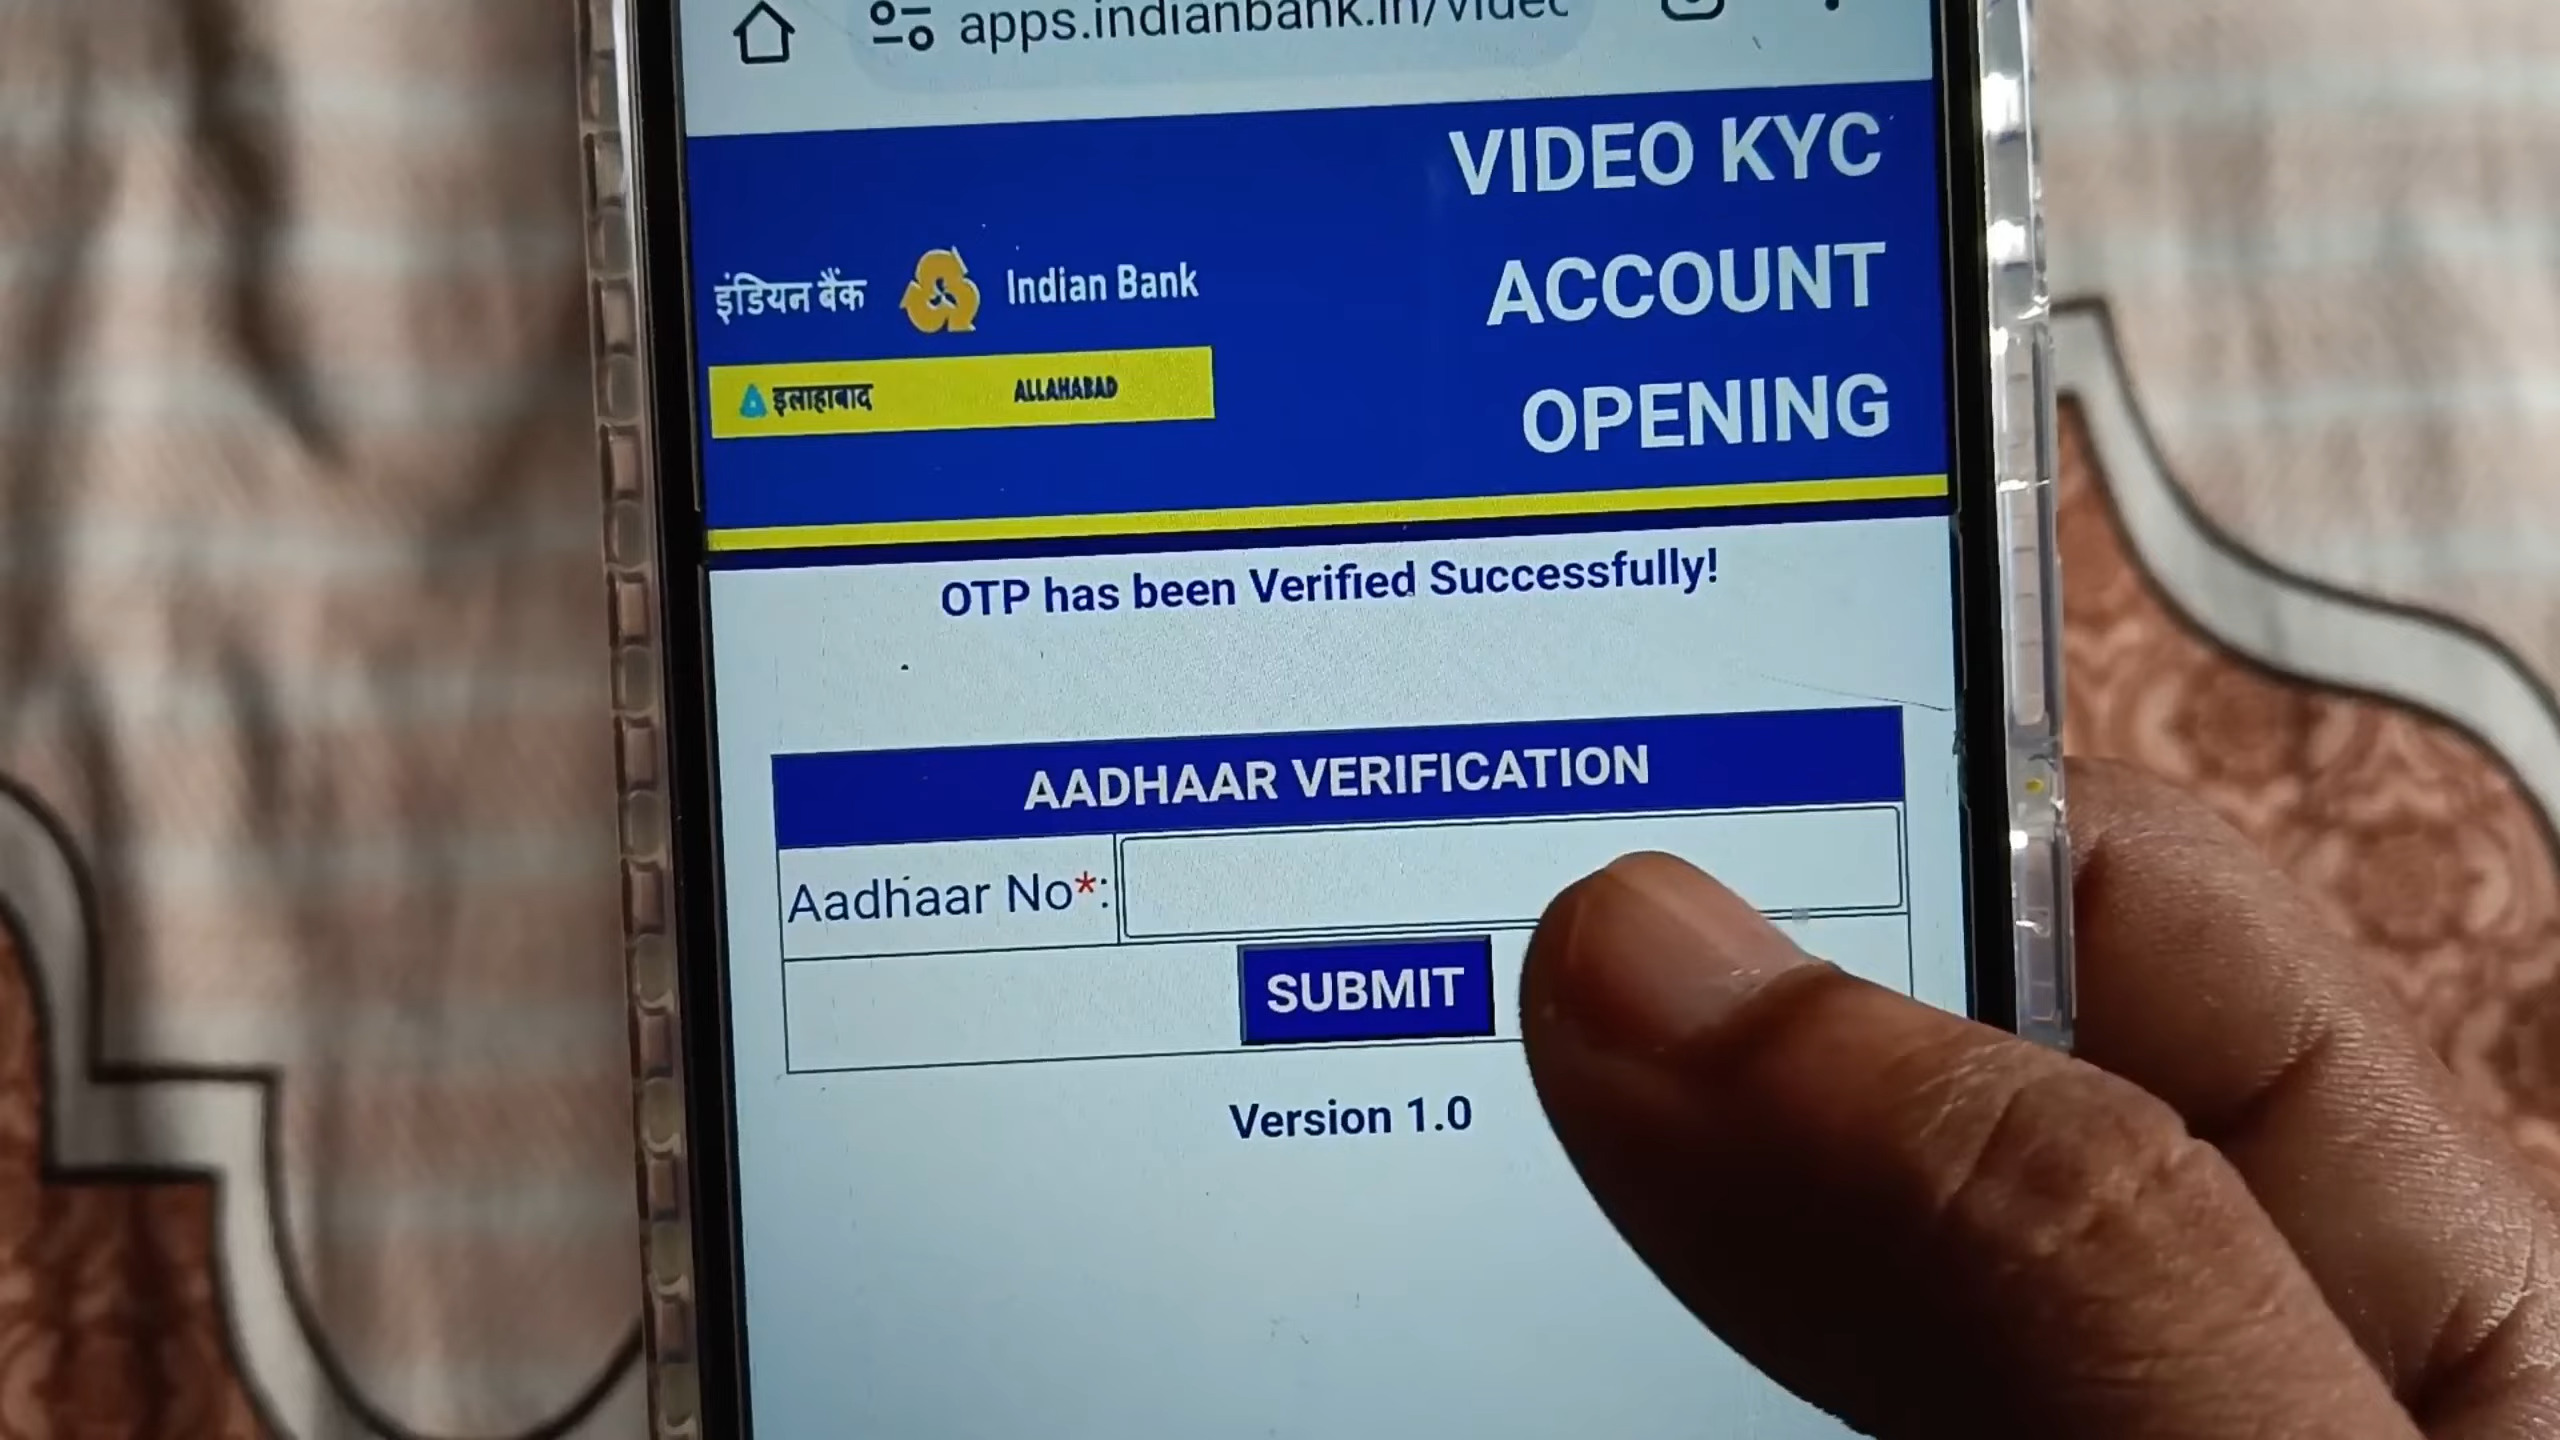 apps.indianbank.in/videc
VIDEO KYC
ACCOUNT
OPENING
इंडियन बैंक Indian Bank
इलाहाबाद ALLAHABAD
OTP has been Verified Successfully!
AADHAAR VERIFICATION
Aadhaar No*:
SUBMIT
Version 1.0